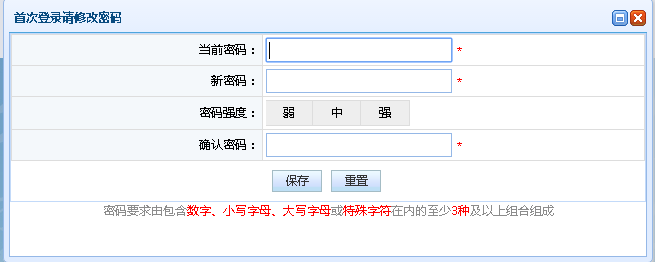 首次登录请修改密码
当前密码： *
新密码： *
密码强度： 弱 中 强
确认密码： *
保存 重置
密码要求由包含数字、小写字母、大写字母或特殊字符在内的至少3种及以上组合组成